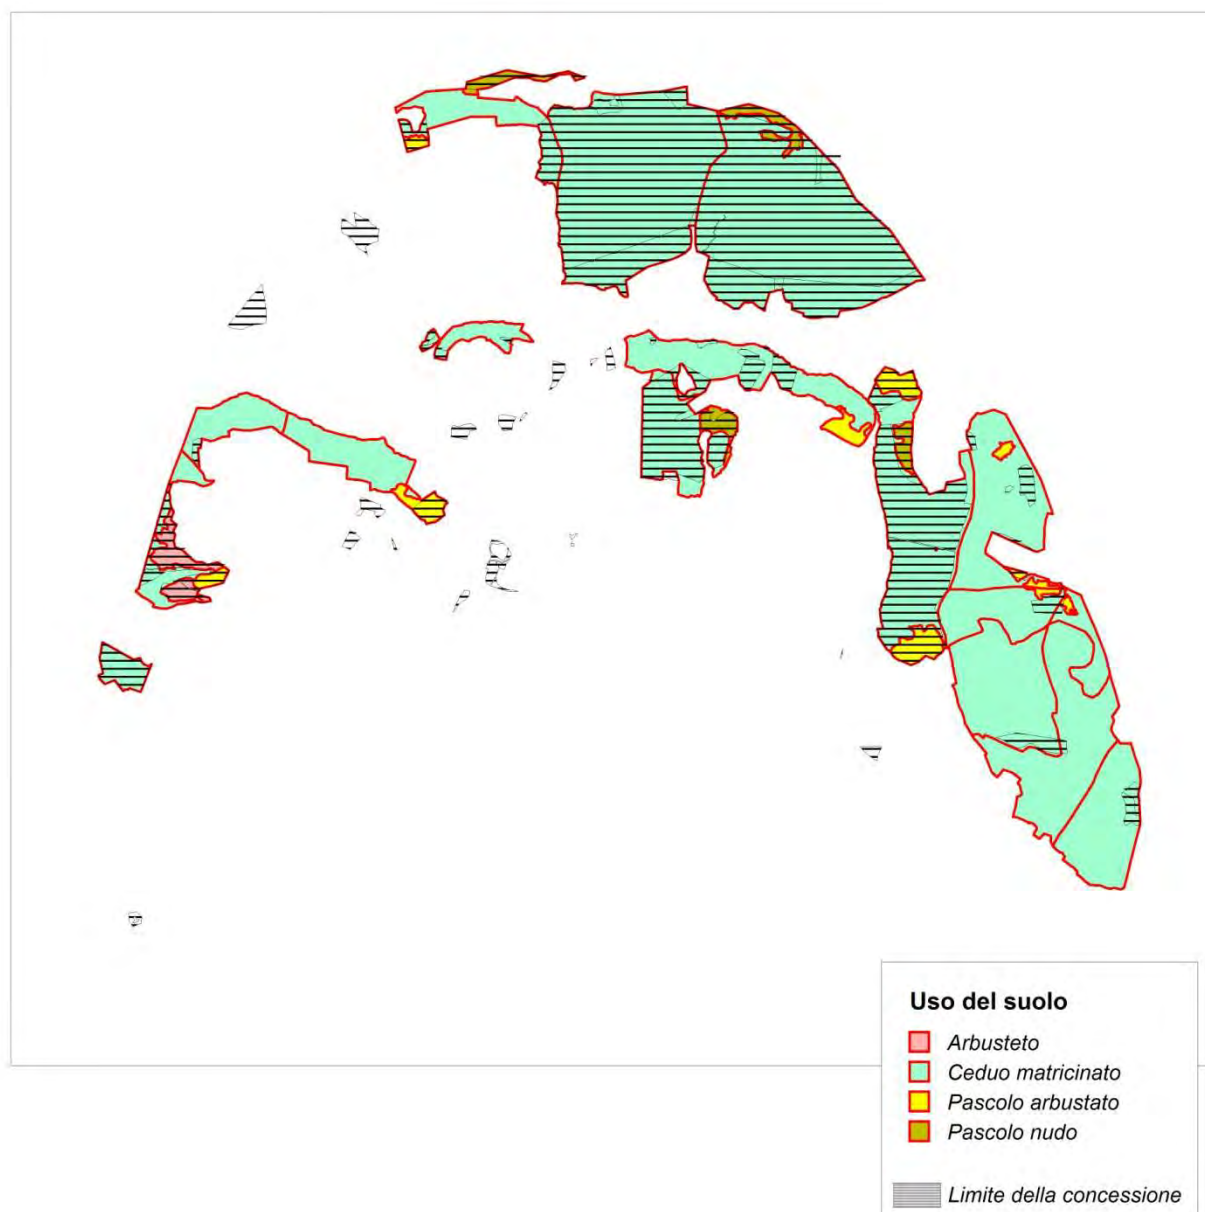 Uso del suolo
Arbusteto
Ceduo matricinato
Pascolo arbustato
Pascolo nudo
Limite della concessione